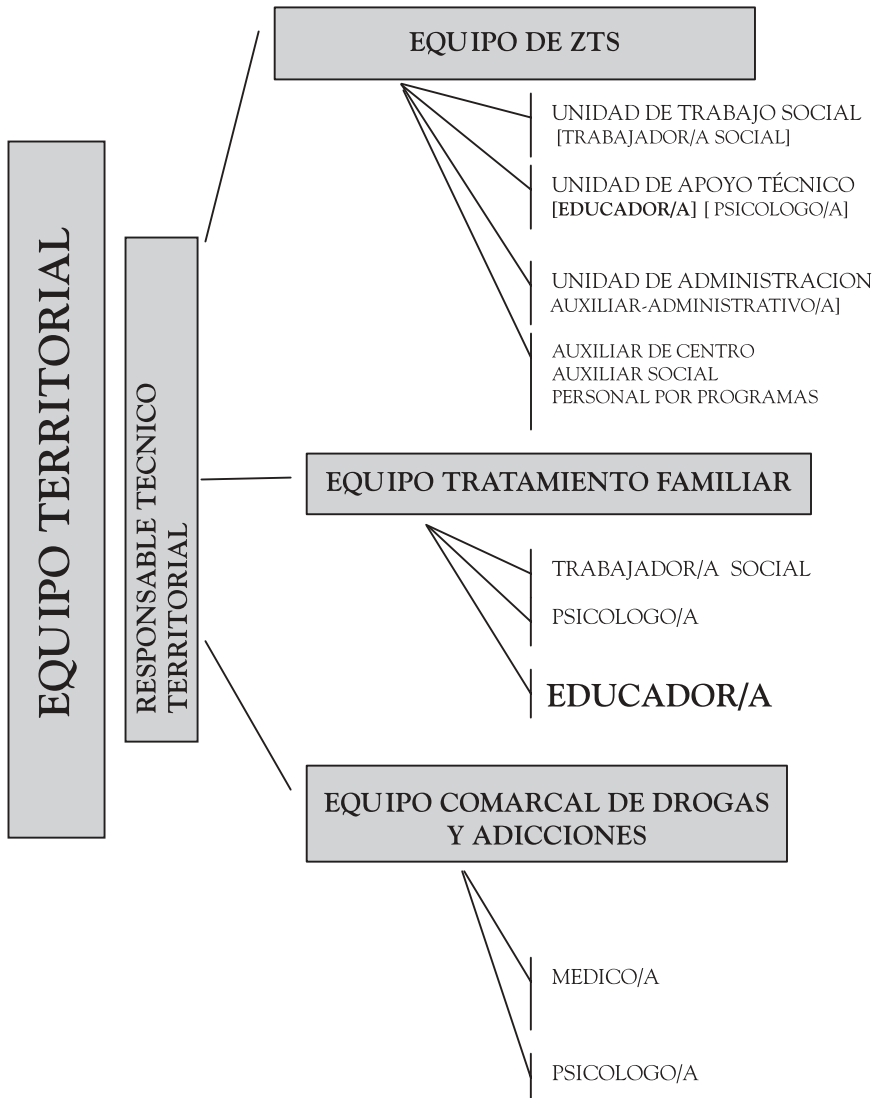 EQUIPO TERRITORIAL
RESPONSABLE TECNICO
TERRITORIAL
EQUIPO DE ZTS
UNIDAD DE TRABAJO SOCIAL
[TRABAJADOR/A SOCIAL]
UNIDAD DE APOYO TÉCNICO
[EDUCADOR/A] [ PSICOLOGO/A]
UNIDAD DE ADMINISTRACION
AUXILIAR-ADMINISTRATIVO/A]
AUXILIAR DE CENTRO
AUXILIAR SOCIAL
PERSONAL POR PROGRAMAS
EQUIPO TRATAMIENTO FAMILIAR
TRABAJADOR/A SOCIAL
PSICOLOGO/A
EDUCADOR/A
EQUIPO COMARCAL DE DROGAS
Y ADICCIONES
MEDICO/A
PSICOLOGO/A